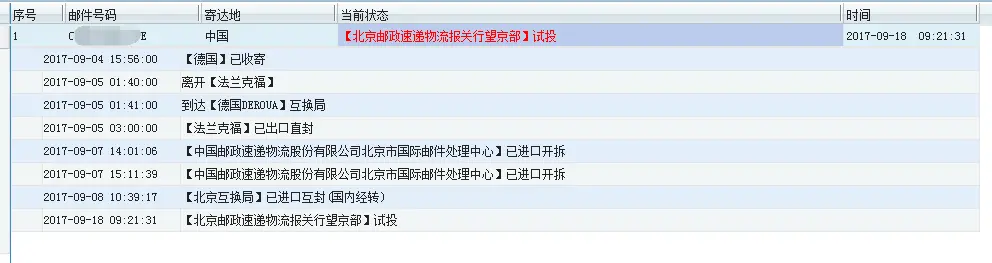 序号 邮件号码 寄达地 当前状态 时间
1 C E 中国 【北京邮政速递物流报关行望京部】试投 2017-09-18 09:21:31
2017-09-04 15:56:00 【德国】已收寄
2017-09-05 01:40:00 离开【法兰克福】
2017-09-05 01:41:00 到达【德国DEROUA】互换局
2017-09-05 03:00:00 【法兰克福】已出口直封
2017-09-07 14:01:06 【中国邮政速递物流股份有限公司北京市国际邮件处理中心】已进口开拆
2017-09-07 15:11:39 【中国邮政速递物流股份有限公司北京市国际邮件处理中心】已进口开拆
2017-09-08 10:39:17 【北京互换局】已进口互封(国内经转)
2017-09-18 09:21:31 【北京邮政速递物流报关行望京部】试投